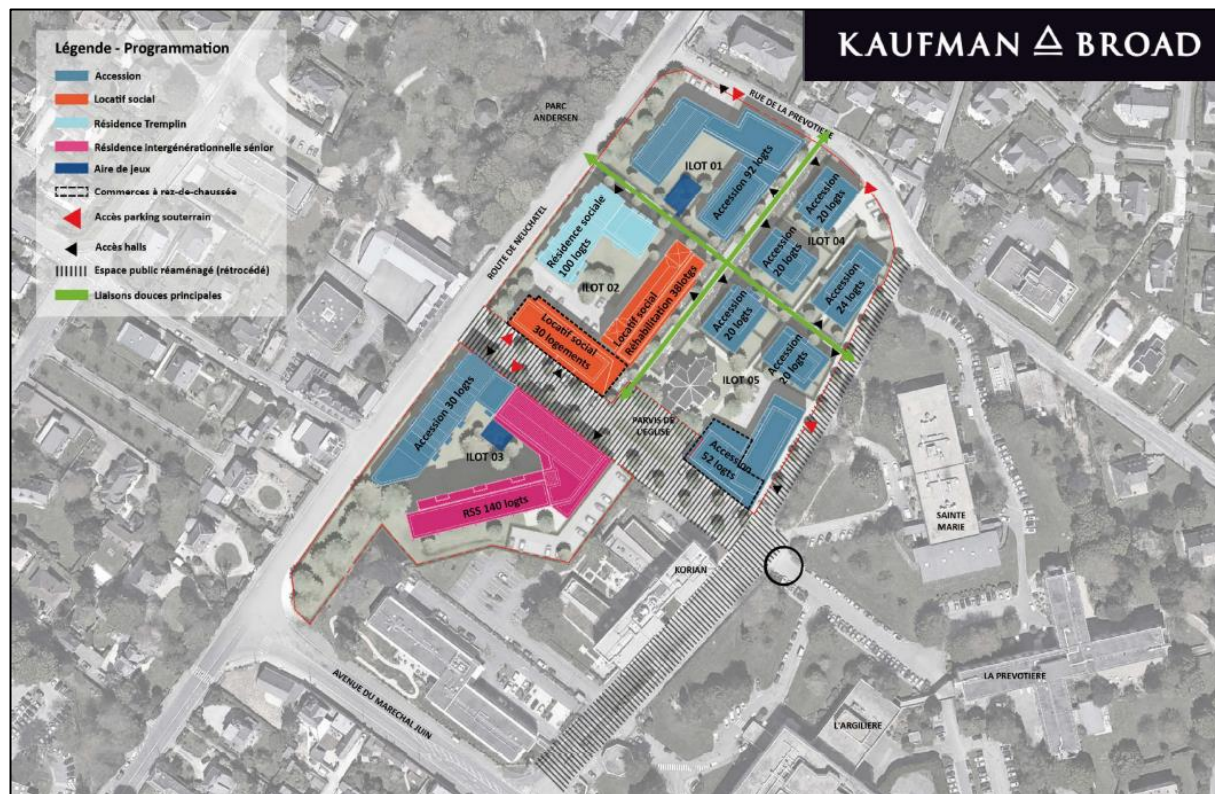 KAUFMAN BROAD
Légende - Programmation
Accession
Locatif social
Résidence Tremplin
Résidence intergénérationnelle sénior
Aire de jeux
Commerces à rez-de-chaussée
Accès parking souterrain
Accès halls
Espace public réaménagé (rétrocédé)
Liaisons douces principales
PARC
ANDERSEN
RUE DE LA PREVOTIERE
ROUTE DE NEUCHATEL
ILOT 01
Accession 92 logts
Accession
20 logts
ILOT 04
Accession
20 logts
Accession
24 logts
Résidence sociale
100 logts
ILOT 02
Locatif social
Réhabilitation 38lotgs
Locatif social
30 logements
Accession
20 logts
Accession
20 logts
ILOT 05
PARVIS DE
L'EGLISE
Accession
52 logts
Accession 30 logts
ILOT 03
RSS 140 logts
SAINTE
MARIE
KORIAN
LA PREVOTIERE
L'ARGILIERE
AVENUE DU MARECHAL JUIN